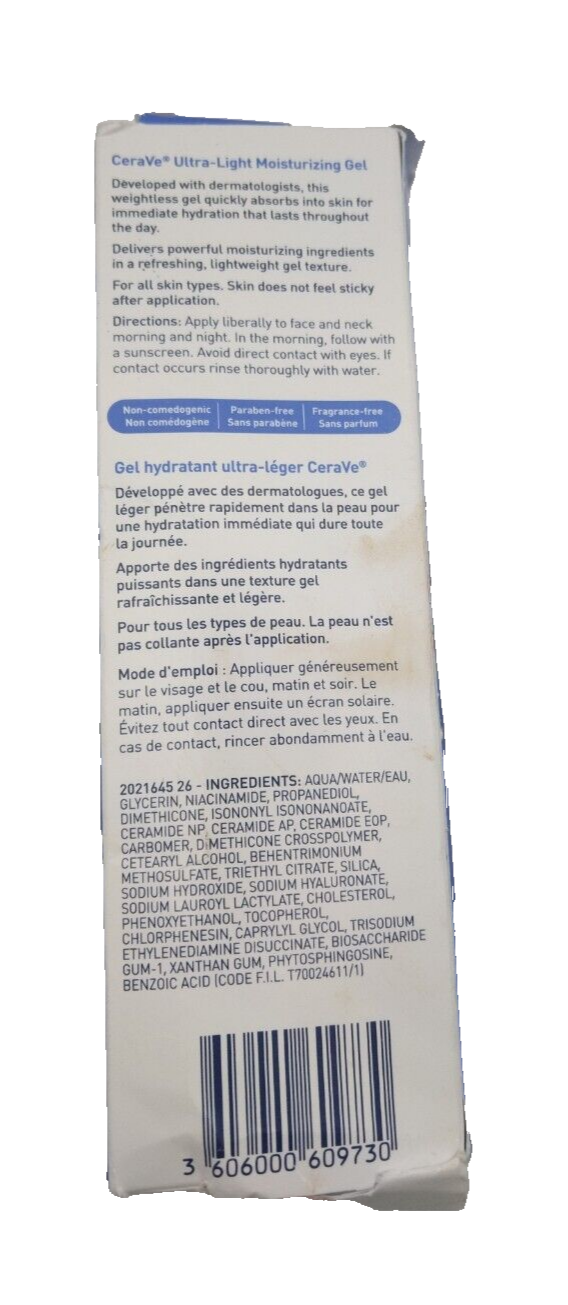 CeraVe® Ultra-Light Moisturizing Gel
Developed with dermatologists, this
weightless gel quickly absorbs into skin for
immediate hydration that lasts throughout
the day.
Delivers powerful moisturizing ingredients
in a refreshing, lightweight gel texture.
For all skin types. Skin does not feel sticky
after application.
Directions: Apply liberally to face and neck
morning and night. In the morning, follow with
a sunscreen. Avoid direct contact with eyes. If
contact occurs rinse thoroughly with water.
Non-comedogenic Paraben-free Fragrance-free
Non comédogène Sans parabène Sans parfum
Gel hydratant ultra-léger CeraVe®
Développé avec des dermatologues, ce gel
léger pénètre rapidement dans la peau pour
une hydratation immédiate qui dure toute
la journée.
Apporte des ingrédients hydratants
puissants dans une texture gel
rafraîchissante et légère.
Pour tous les types de peau. La peau n'est
pas collante après l'application.
Mode d'emploi : Appliquer généreusement
sur le visage et le cou, matin et soir. Le
matin, appliquer ensuite un écran solaire.
Évitez tout contact direct avec les yeux. En
cas de contact, rincer abondamment à l'eau.
2021645 26 - INGREDIENTS: AQUA/WATER/EAU,
GLYCERIN, NIACINAMIDE, PROPANEDIOL,
DIMETHICONE, ISONONYL ISONONANOATE,
CERAMIDE NP, CERAMIDE AP, CERAMIDE EOP,
CARBOMER, DIMETHICONE CROSSPOLYMER,
CETEARYL ALCOHOL, BEHENTRIMONIUM
METHOSULFATE, TRIETHYL CITRATE, SILICA,
SODIUM HYDROXIDE, SODIUM HYALURONATE,
SODIUM LAUROYL LACTYLATE, CHOLESTEROL,
PHENOXYETHANOL, TOCOPHEROL,
CHLORPHENESIN, CAPRYLYL GLYCOL, TRISODIUM
ETHYLENEDIAMINE DISUCCINATE, BIOSACCHARIDE
GUM-1, XANTHAN GUM, PHYTOSPHINGOSINE,
BENZOIC ACID (CODE F.I.L. T70024611/1)
3 606000 609730